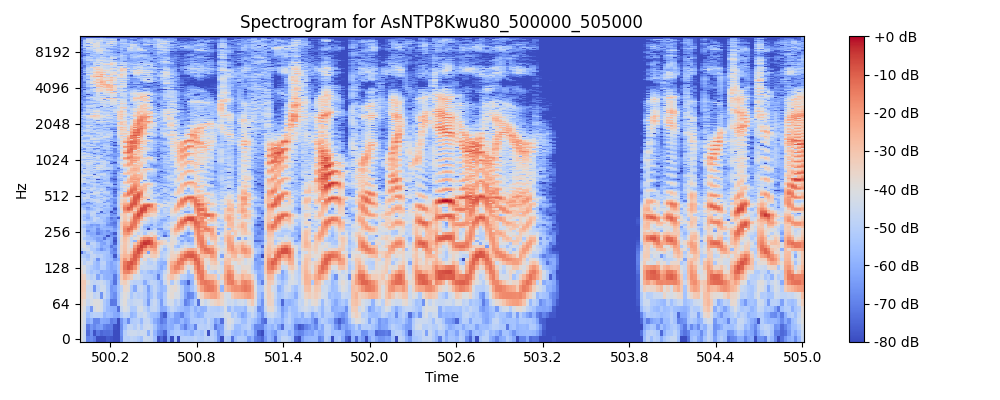 Spectrogram for AsNTP8Kwu80_500000_505000
Hz
8192
4096
2048
1024
512
256
128
64
0
500.2 500.8 501.4 502.0 502.6 503.2 503.8 504.4 505.0
Time
+0 dB
-10 dB
-20 dB
-30 dB
-40 dB
-50 dB
-60 dB
-70 dB
-80 dB